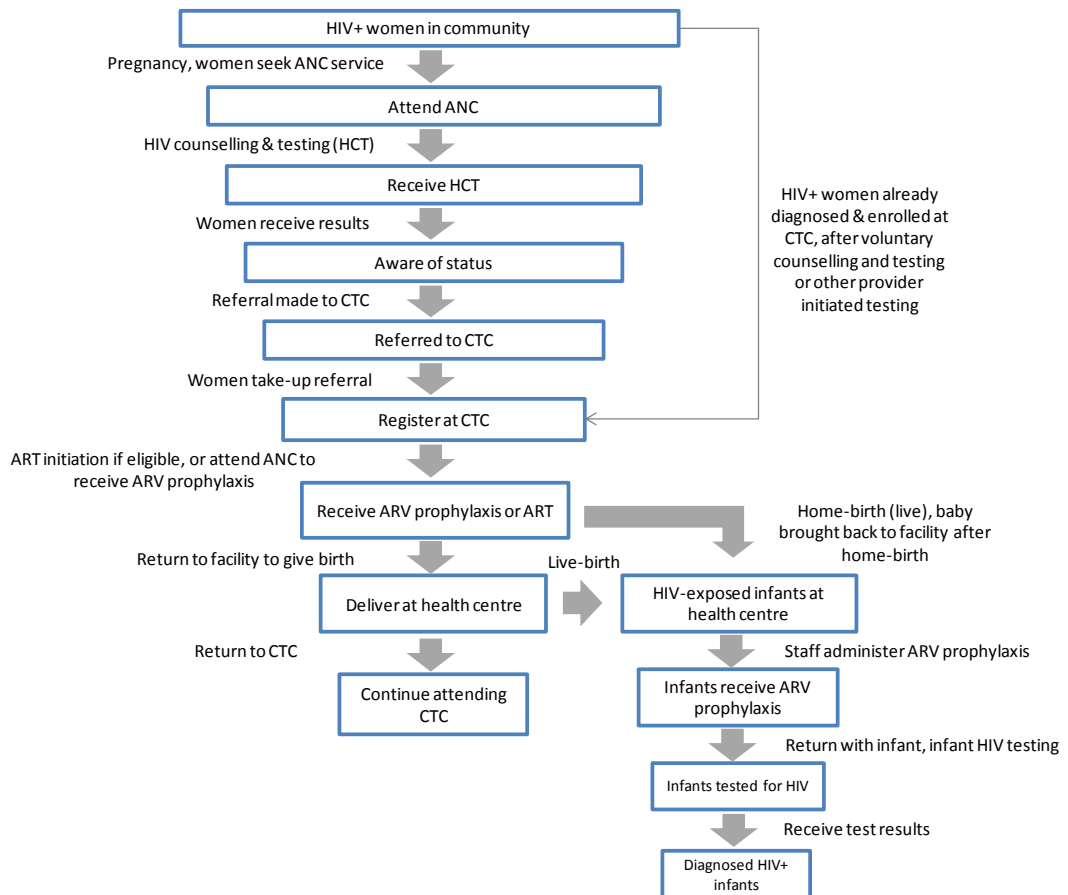 HIV+ women in community
Pregnancy, women seek ANC service
Attend ANC
HIV counselling & testing (HCT)
Receive HCT
Women receive results
Aware of status
Referral made to CTC
Referred to CTC
Women take-up referral
Register at CTC
HIV+ women already
diagnosed & enrolled at
CTC, after voluntary
counselling and testing
or other provider
initiated testing
ART initiation if eligible, or attend ANC to
receive ARV prophylaxis
Receive ARV prophylaxis or ART
Home-birth (live), baby
brought back to facility after
home-birth
Return to facility to give birth
Live-birth
Deliver at health centre
HIV-exposed infants at
health centre
Return to CTC
Staff administer ARV prophylaxis
Continue attending
CTC
Infants receive ARV
prophylaxis
Return with infant, infant HIV testing
Infants tested for HIV
Receive test results
Diagnosed HIV+
infants